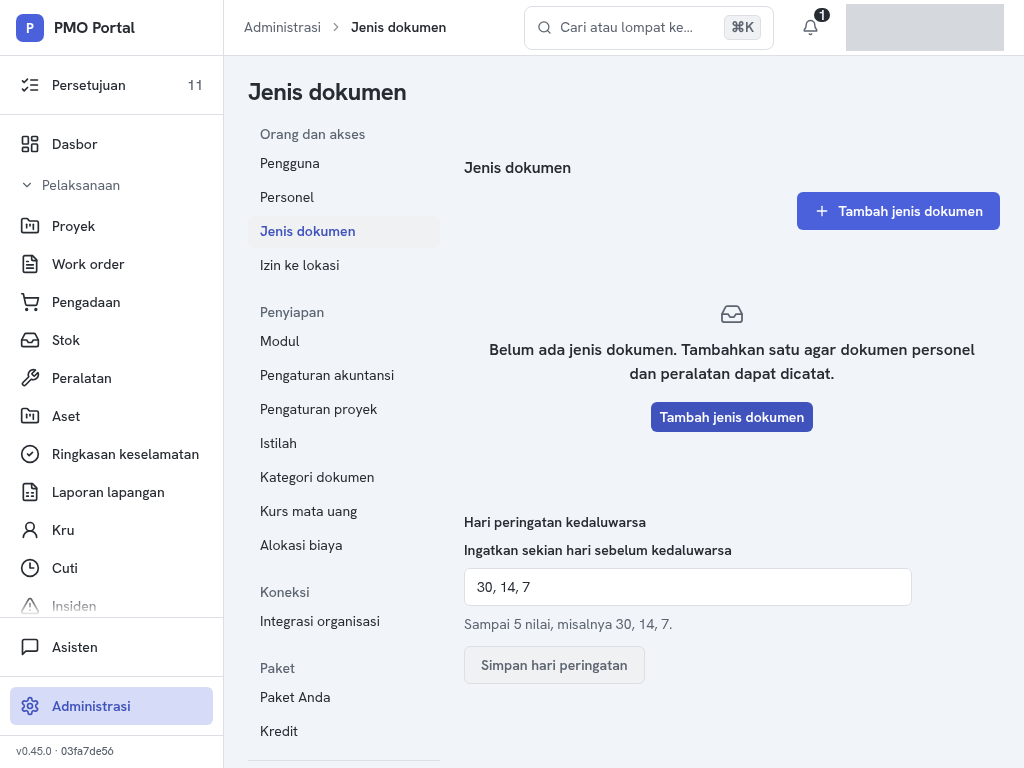 P PMO Portal
Persetujuan 11
Dasbor
Pelaksanaan
Proyek
Work order
Pengadaan
Stok
Peralatan
Aset
Ringkasan keselamatan
Laporan lapangan
Kru
Cuti
Insiden
Asisten
Administrasi
v0.45.0 · 03fa7de56
Administrasi > Jenis dokumen
Cari atau lompat ke… ⌘K
1
Jenis dokumen
Orang dan akses
Pengguna
Personel
Jenis dokumen
Izin ke lokasi
Penyiapan
Modul
Pengaturan akuntansi
Pengaturan proyek
Istilah
Kategori dokumen
Kurs mata uang
Alokasi biaya
Koneksi
Integrasi organisasi
Paket
Paket Anda
Kredit
Jenis dokumen
+ Tambah jenis dokumen
Belum ada jenis dokumen. Tambahkan satu agar dokumen personel
dan peralatan dapat dicatat.
Tambah jenis dokumen
Hari peringatan kedaluwarsa
Ingatkan sekian hari sebelum kedaluwarsa
30, 14, 7
Sampai 5 nilai, misalnya 30, 14, 7.
Simpan hari peringatan